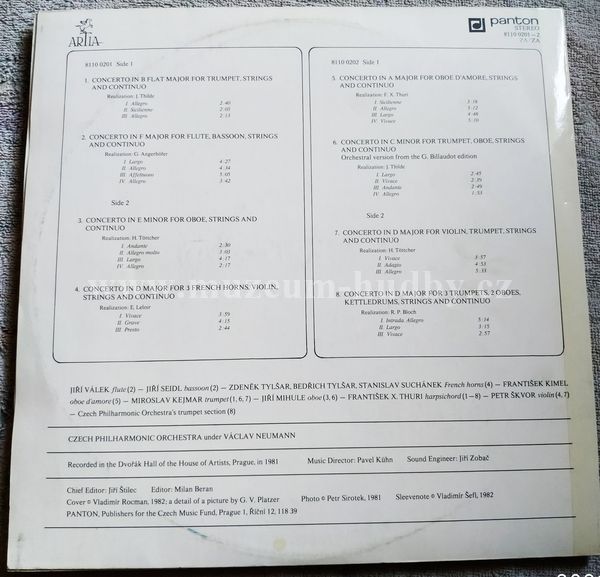 ARTIA
panton
STEREO
8110 0201–2
ZA/ZA
8110 0201 Side 1
1. CONCERTO IN B FLAT MAJOR FOR TRUMPET, STRINGS
AND CONTINUO
Realization: J. Thilde
I. Allegro 2:40
II. Sicilienne 2:03
III. Allegro 2:13
2. CONCERTO IN F MAJOR FOR FLUTE, BASSOON, STRINGS
AND CONTINUO
Realization: G. Angerhöfer
I. Largo 4:27
II. Allegro 4:34
III. Affettuoso 5:05
IV. Allegro 3:42
Side 2
3. CONCERTO IN E MINOR FOR OBOE, STRINGS AND
CONTINUO
Realization: H. Töttcher
I. Andante 2:30
II. Allegro molto 3:03
III. Largo 4:17
IV. Allegro 2:17
4. CONCERTO IN D MAJOR FOR 3 FRENCH HORNS, VIOLIN,
STRINGS AND CONTINUO
Realization: E. Leloir
I. Vivace 3:59
II. Grave 4:15
III. Presto 2:44
8110 0202 Side 1
5. CONCERTO IN A MAJOR FOR OBOE D'AMORE, STRINGS
AND CONTINUO
Realization: F. X. Thuri
I. Sicilienne 3:18
II. Allegro 5:12
III. Largo 4:48
IV. Vivace 5:10
6. CONCERTO IN C MINOR FOR TRUMPET, OBOE, STRINGS
AND CONTINUO
Orchestral version from the G. Billaudot edition
Realization: J. Thilde
I. Largo 2:45
II. Vivace 2:39
III. Andante 2:49
IV. Allegro 1:53
Side 2
7. CONCERTO IN D MAJOR FOR VIOLIN, TRUMPET, STRINGS
AND CONTINUO
Realization: H. Töttcher
I. Vivace 3:57
II. Adagio 4:53
III. Allegro 5:33
8. CONCERTO IN D MAJOR FOR 3 TRUMPETS, 2 OBOES,
KETTLEDRUMS, STRINGS AND CONTINUO
Realization: R. P. Bloch
I. Intrada Allegro 5:14
II. Largo 3:15
III. Vivace 2:57
JIŘÍ VÁLEK flute (2) – JIŘÍ SEIDL bassoon (2) – ZDENĚK TYLŠAR, BEDŘICH TYLŠAR, STANISLAV SUCHÁNEK French horns (4) – FRANTIŠEK KIMEL
oboe d'amore (5) – MIROSLAV KEJMAR trumpet (1, 6, 7) – JIŘÍ MIHULE oboe (3, 6) – FRANTIŠEK X. THURI harpsichord (1–8) – PETR ŠKVOR violin (4, 7)
– Czech Philharmonic Orchestra's trumpet section (8)
CZECH PHILHARMONIC ORCHESTRA under VÁCLAV NEUMANN
Recorded in the Dvořák Hall of the House of Artists, Prague, in 1981 Music Director: Pavel Kühn Sound Engineer: Jiří Zobač
Chief Editor: Jiří Štilec Editor: Milan Beran
Cover © Vladimír Rocman, 1982; a detail of a picture by G. V. Platzer Photo © Petr Sirotek, 1981 Sleevenote © Vladimír Šefl, 1982
PANTON, Publishers for the Czech Music Fund, Prague 1, Říční 12, 118 39